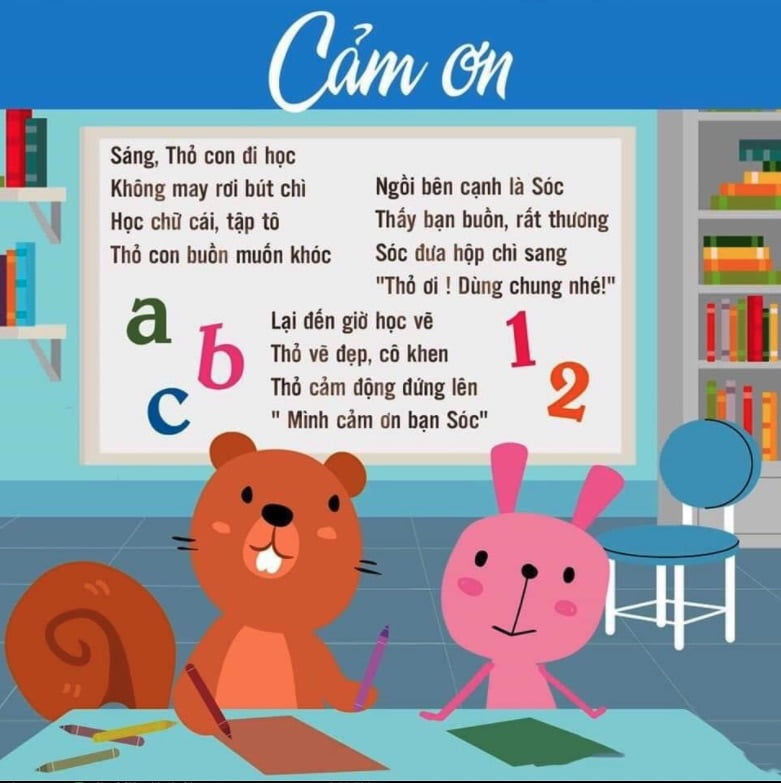 Cảm ơn
Sáng, Thỏ con đi học
Không may rơi bút chì
Học chữ cái, tập tô
Thỏ con buồn muốn khóc
Ngồi bên cạnh là Sóc
Thấy bạn buồn, rất thương
Sóc đưa hộp chì sang
"Thỏ ơi ! Dùng chung nhé!"
Lại đến giờ học vẽ
Thỏ vẽ đẹp, cô khen
Thỏ cảm động đứng lên
" Mình cảm ơn bạn Sóc"
a
b
c
1
2